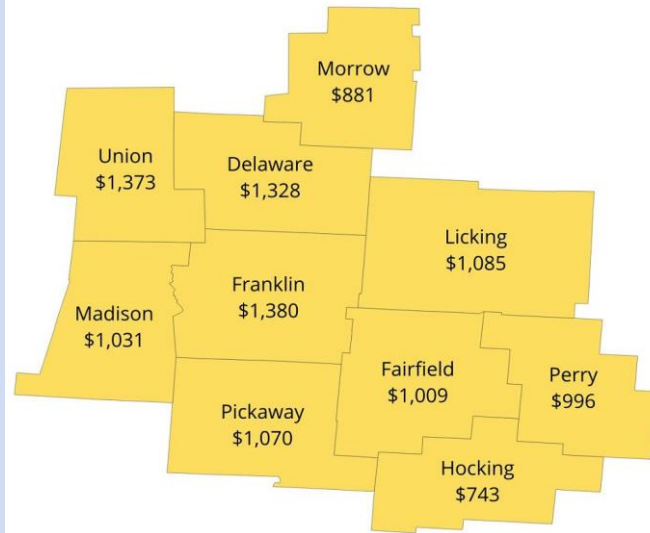 Morrow
$881
Union
$1,373
Delaware
$1,328
Licking
$1,085
Franklin
$1,380
Madison
$1,031
Fairfield
$1,009
Perry
$996
Pickaway
$1,070
Hocking
$743